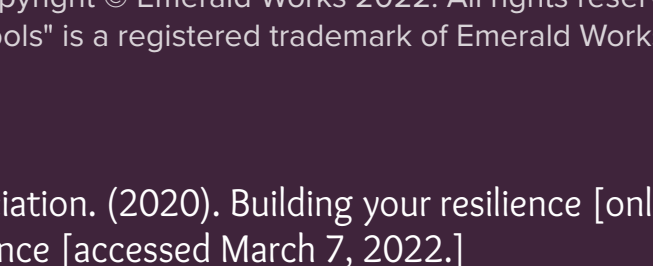 pyright © Emerald Works 2022. All rights reser
ools" is a registered trademark of Emerald Work
iation. (2020). Building your resilience [onl
nce [accessed March 7, 2022.]